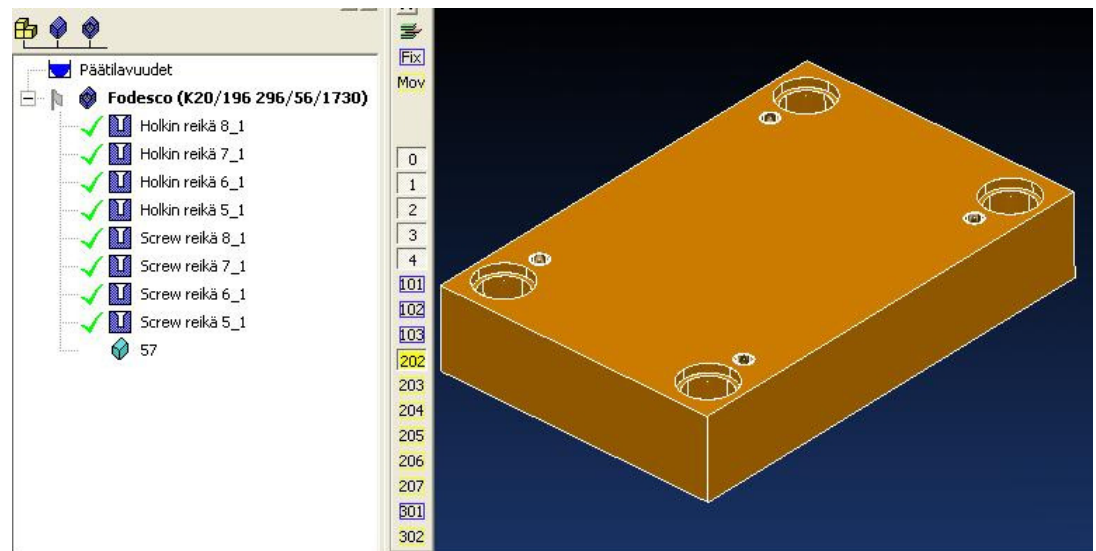 Päätilavuudet
Fodesco (K20/196 296/56/1730)
Holkin reikä 8_1
Holkin reikä 7_1
Holkin reikä 6_1
Holkin reikä 5_1
Screw reikä 8_1
Screw reikä 7_1
Screw reikä 6_1
Screw reikä 5_1
57
Fix
Mov
0
1
2
3
4
101
102
103
202
203
204
205
206
207
301
302